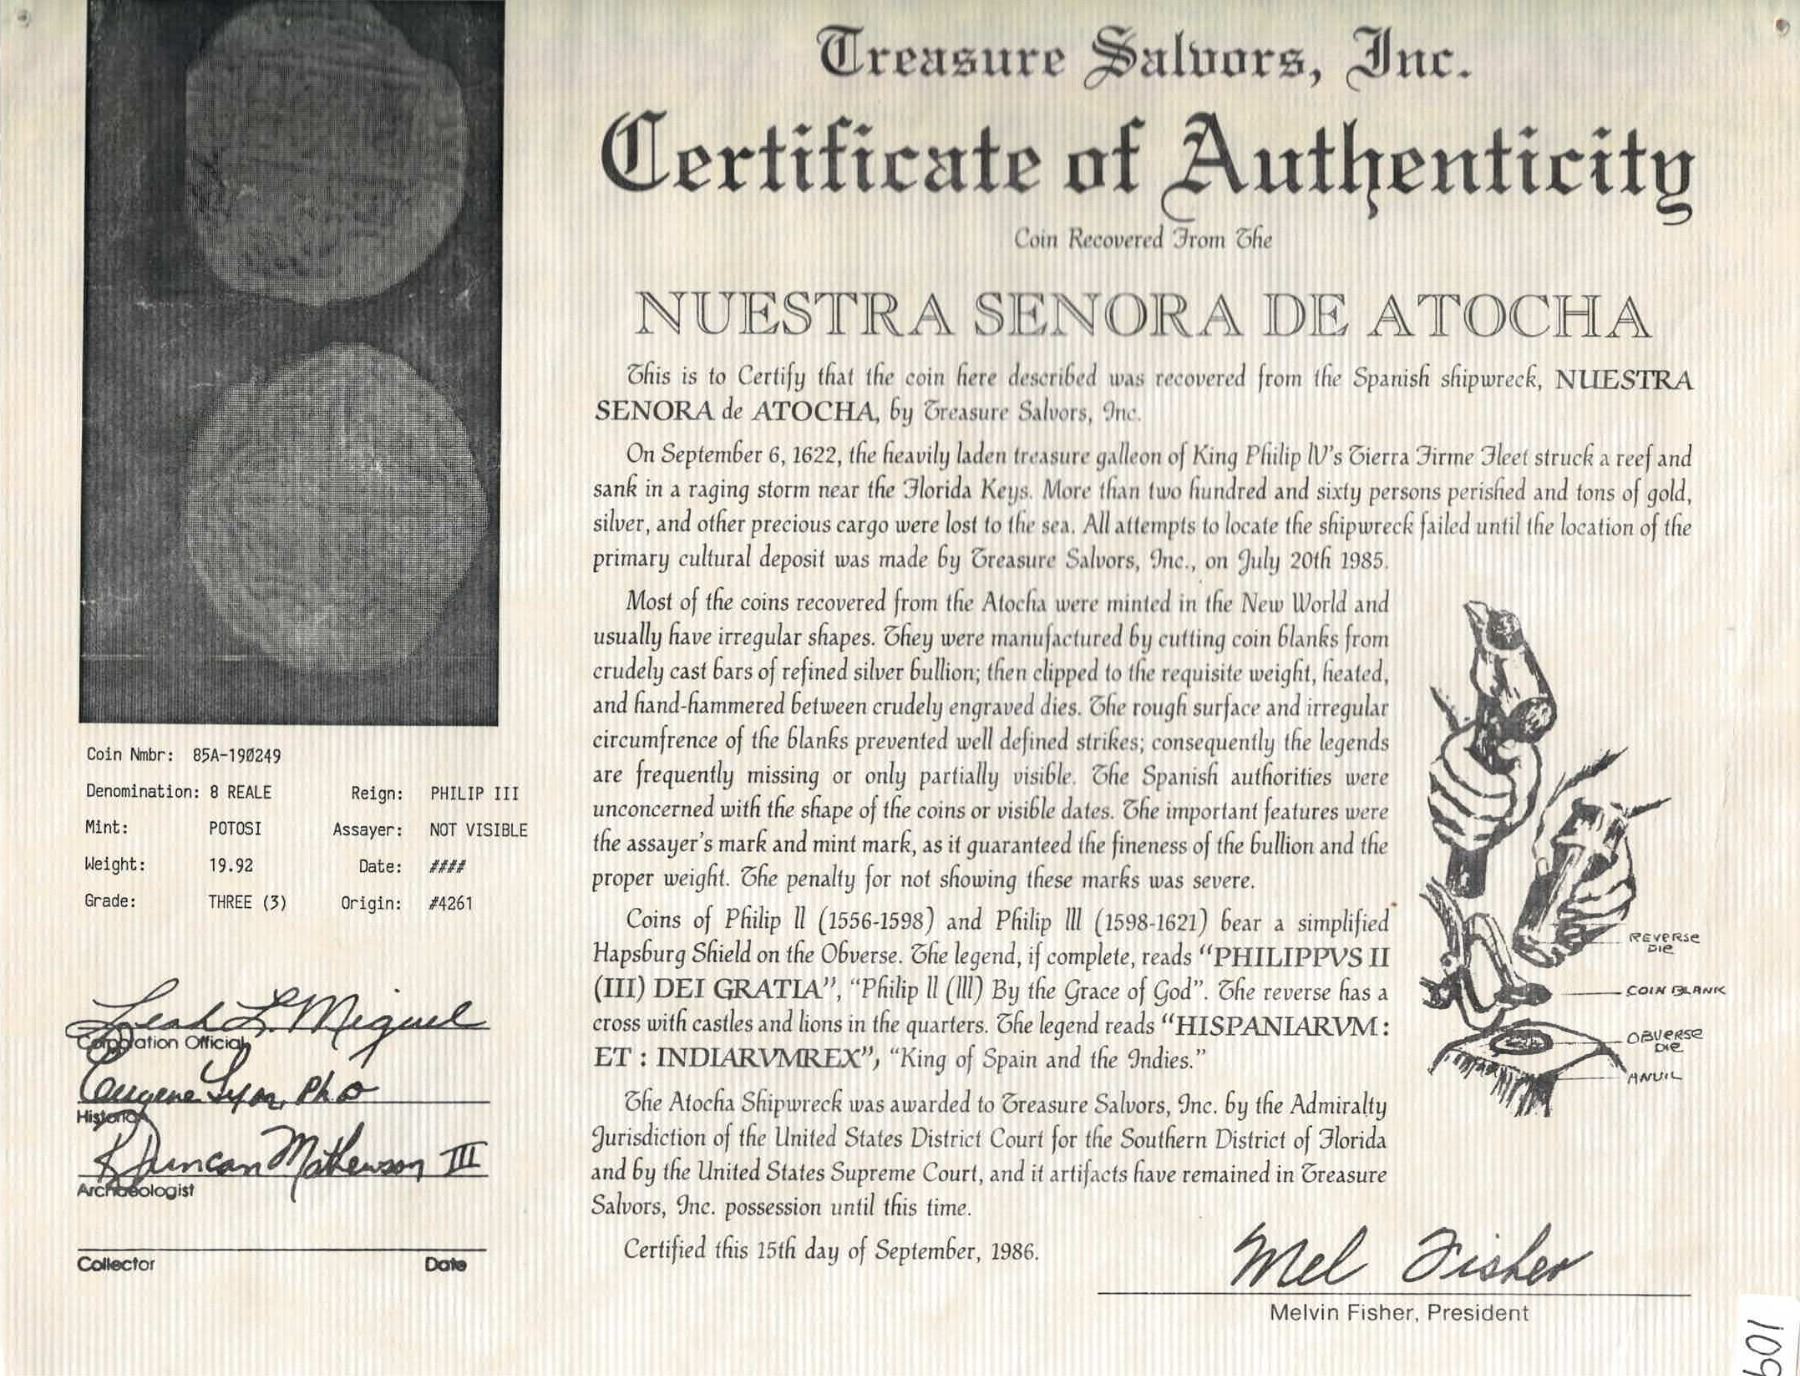 Treasure Salvors, Inc.
Certificate of Authenticity
Coin Recovered From The
NUESTRA SENORA DE ATOCHA
This is to Certify that the coin here described was recovered from the Spanish shipwreck, NUESTRA
SENORA de ATOCHA, by Treasure Salvors, Inc.
On September 6, 1622, the heavily laden treasure galleon of King Philip IV's Tierra Firme Fleet struck a reef and
sank in a raging storm near the Florida Keys. More than two hundred and sixty persons perished and tons of gold,
silver, and other precious cargo were lost to the sea. All attempts to locate the shipwreck failed until the location of the
primary cultural deposit was made by Treasure Salvors, Inc., on July 20th 1985.
Most of the coins recovered from the Atocha were minted in the New World and
usually have irregular shapes. They were manufactured by cutting coin blanks from
crudely cast bars of refined silver bullion; then clipped to the requisite weight, heated,
and hand-hammered between crudely engraved dies. The rough surface and irregular
circumfrence of the blanks prevented well defined strikes; consequently the legends
are frequently missing or only partially visible. The Spanish authorities were
unconcerned with the shape of the coins or visible dates. The important features were
the assayer's mark and mint mark, as it guaranteed the fineness of the bullion and the
proper weight. The penalty for not showing these marks was severe.
Coins of Philip II (1556-1598) and Philip III (1598-1621) bear a simplified
Hapsburg Shield on the Obverse. The legend, if complete, reads "PHILIPPVS II
(III) DEI GRATIA", "Philip II (III) By the Grace of God". The reverse has a
cross with castles and lions in the quarters. The legend reads "HISPANIARVM :
ET : INDIARVMREX", "King of Spain and the Indies."
The Atocha Shipwreck was awarded to Treasure Salvors, Inc. by the Admiralty
Jurisdiction of the United States District Court for the Southern District of Florida
and by the United States Supreme Court, and it artifacts have remained in Treasure
Salvors, Inc. possession until this time.
Certified this 15th day of September, 1986.
Mel Fisher
Melvin Fisher, President
REVERSE
DIE
COIN BLANK
OBVERSE
DIE
ANVIL
Coin Nmbr: 85A-190249
Denomination: 8 REALE Reign: PHILIP III
Mint: POTOSI Assayer: NOT VISIBLE
Weight: 19.92 Date: ####
Grade: THREE (3) Origin: #4261
Leah L. Miguel
Corporation Official
Eugene Lyon, Ph D
Historian
R Duncan Mathewson III
Archaeologist
Collector Date
109